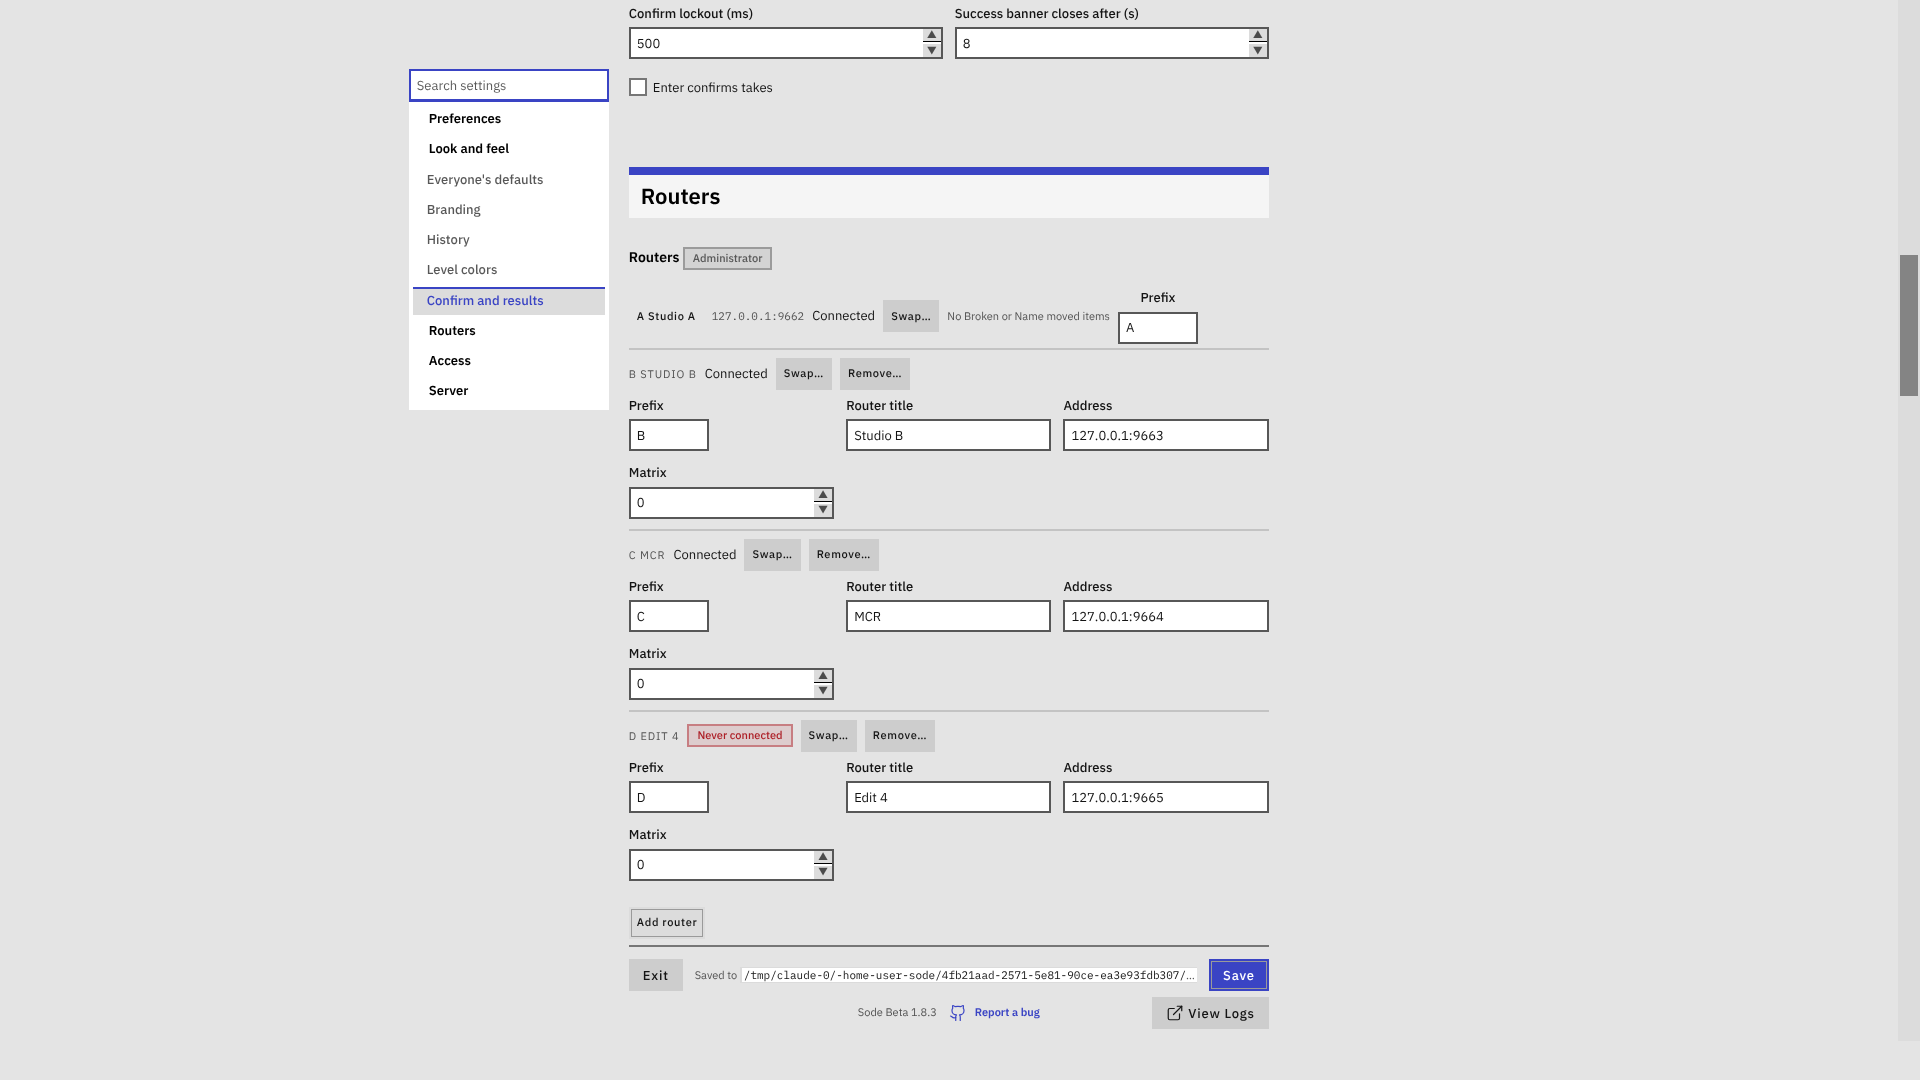 Confirm lockout (ms)
Success banner closes after (s)
500
8
Enter confirms takes
Search settings
Preferences
Look and feel
Everyone's defaults
Branding
History
Level colors
Confirm and results
Routers
Access
Server
Routers
Routers Administrator
Prefix
A Studio A 127.0.0.1:9662 Connected Swap... No Broken or Name moved items A
B STUDIO B Connected Swap... Remove...
Prefix Router title Address
B Studio B 127.0.0.1:9663
Matrix
0
C MCR Connected Swap... Remove...
Prefix Router title Address
C MCR 127.0.0.1:9664
Matrix
0
D EDIT 4 Never connected Swap... Remove...
Prefix Router title Address
D Edit 4 127.0.0.1:9665
Matrix
0
Add router
Exit Saved to /tmp/claude-0/-home-user-sode/4fb21aad-2571-5e81-90ce-ea3e93fdb307/... Save
Sode Beta 1.8.3 Report a bug View Logs